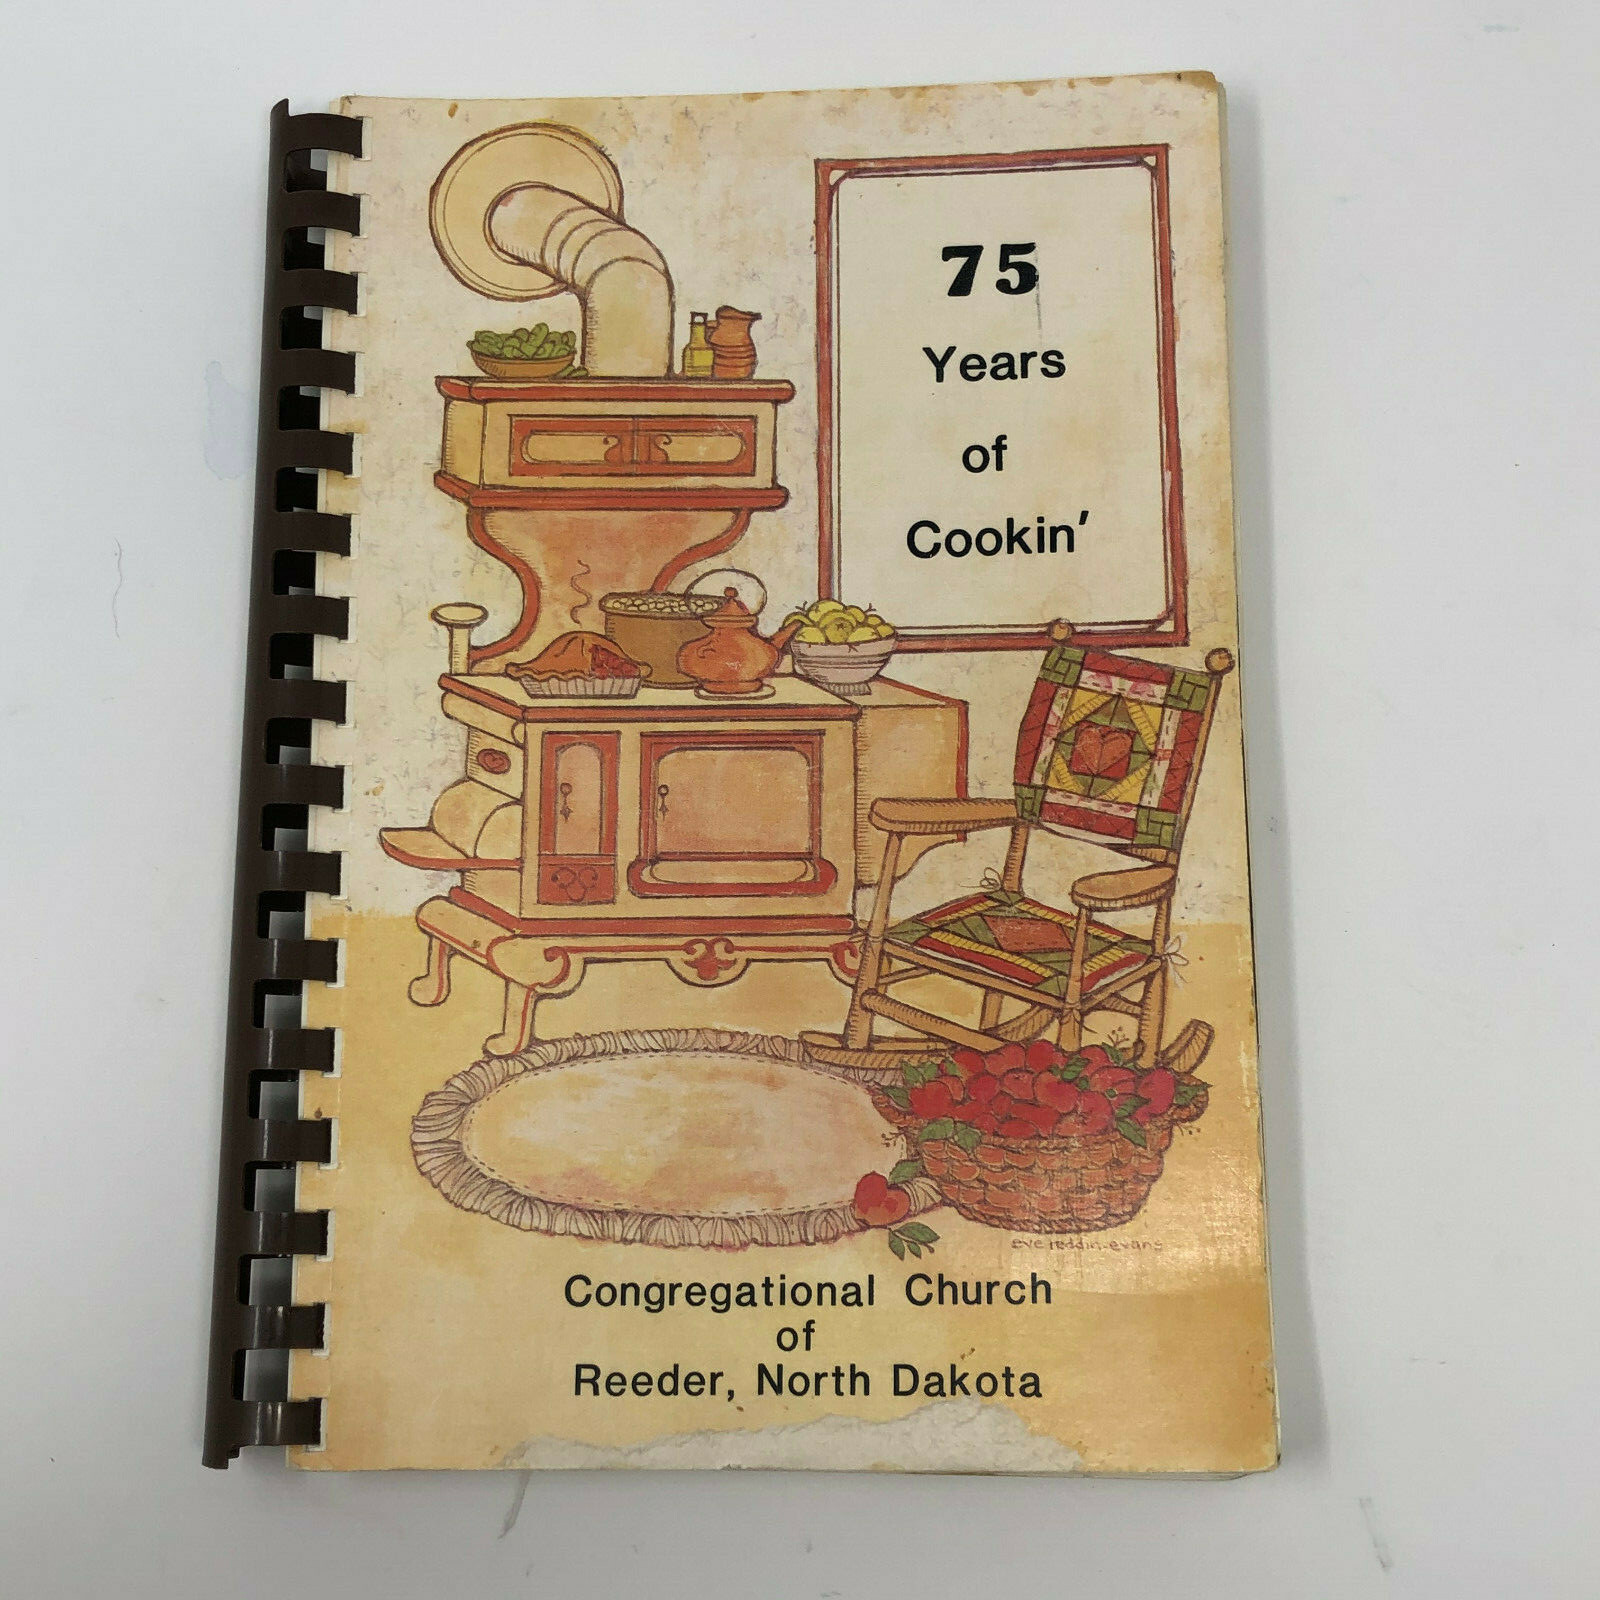 75
Years
of
Cookin'
eve reddin-evans
Congregational Church
of
Reeder, North Dakota